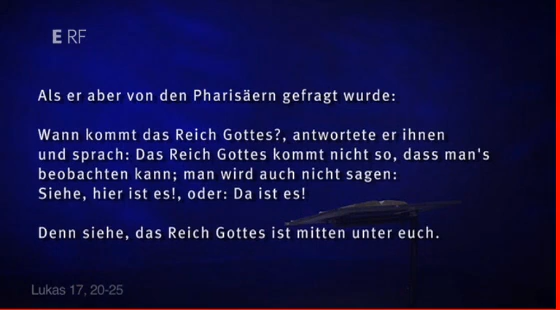 ERF
Als er aber von den Pharisäern gefragt wurde:
Wann kommt das Reich Gottes?, antwortete er ihnen
und sprach: Das Reich Gottes kommt nicht so, dass man's
beobachten kann; man wird auch nicht sagen:
Siehe, hier ist es!, oder: Da ist es!
Denn siehe, das Reich Gottes ist mitten unter euch.
Lukas 17, 20-25